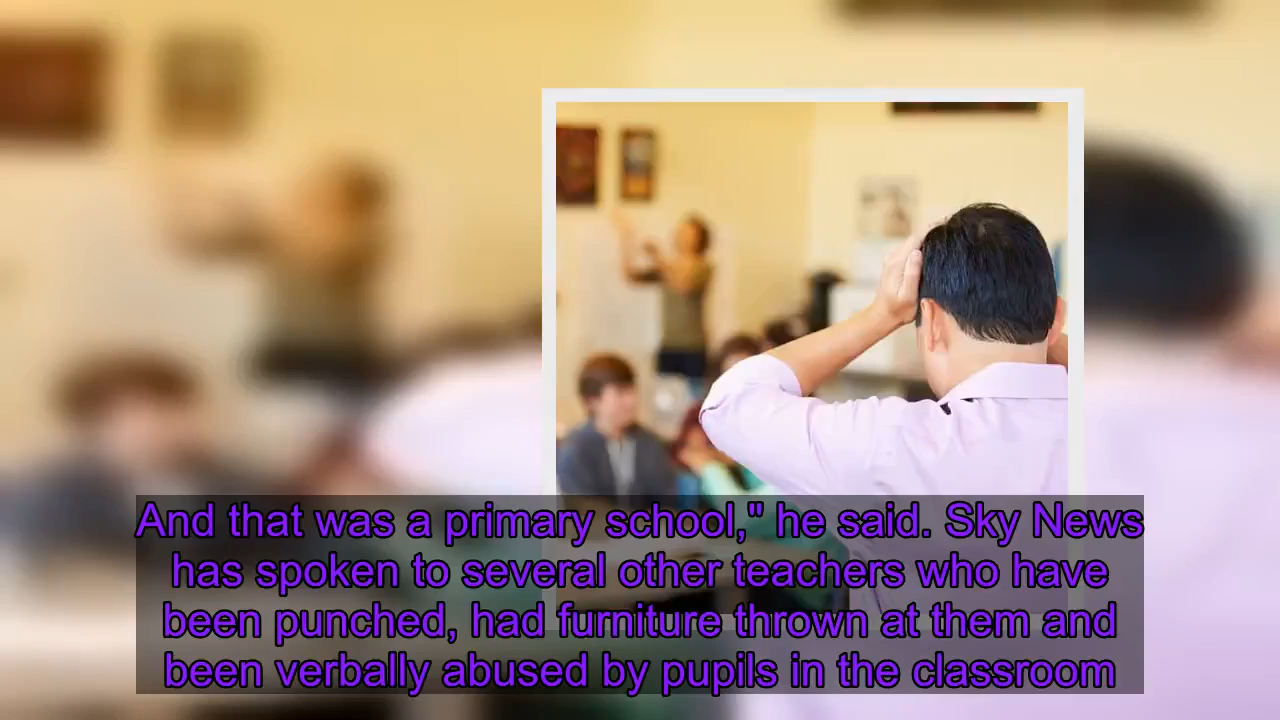 And that was a primary school," he said. Sky News
has spoken to several other teachers who have
been punched, had furniture thrown at them and
been verbally abused by pupils in the classroom